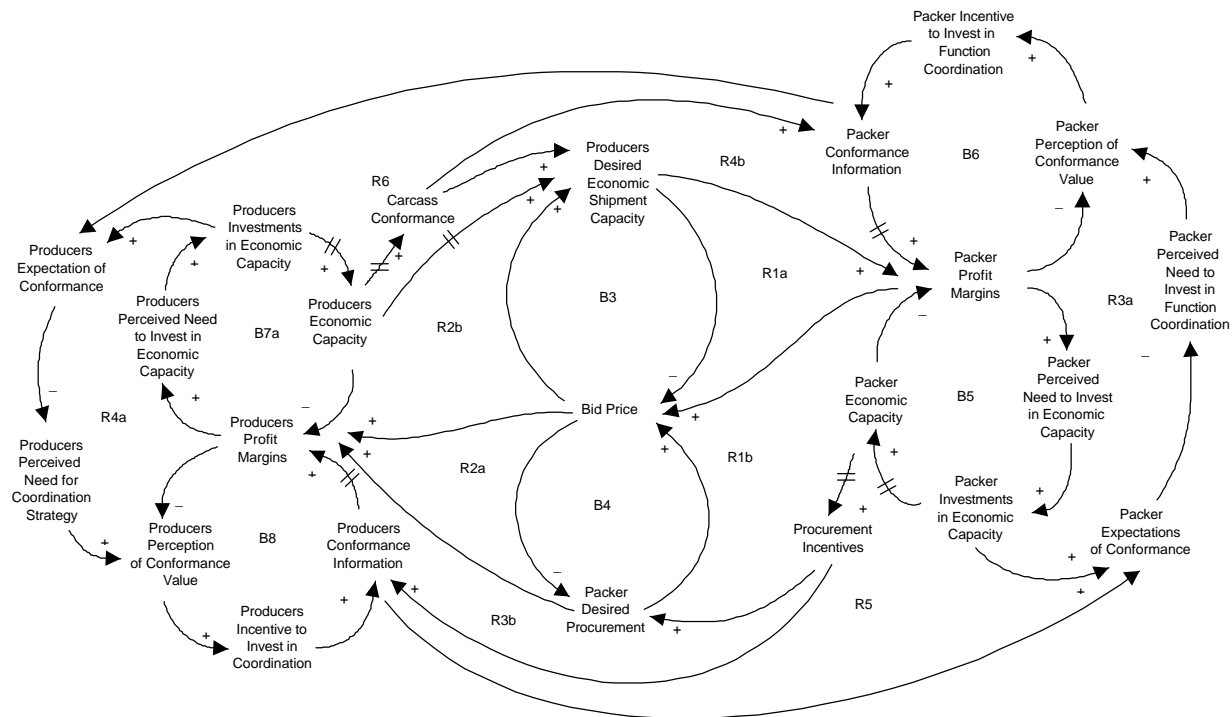 Packer Incentive
to Invest in
Function
Coordination
+
+
+
Packer
Conformance
Information
B6
Packer
Perception of
Conformance
Value
+
–
Producers
Desired
Economic
Shipment
Capacity
R4b
+
+
+
R6
Carcass
Conformance
+
Producers
Investments
in Economic
Capacity
+
+
+
Producers
Expectation of
Conformance
Producers
Perceived Need
to Invest in
Economic
Capacity
B7a
Producers
Economic
Capacity
R2b
B3
R1a
+
+
Packer
Profit
Margins
–
Packer
Perceived
Need to
Invest in
Function
Coordination
R3a
–
+
Packer
Perceived
Need to Invest
in Economic
Capacity
Packer
Economic
Capacity
B5
–
R4a
+
–
Producers
Profit
Margins
+
+
+
Bid Price
–
+
+
R2a
R1b
B4
Producers
Perceived
Need for
Coordination
Strategy
+
–
Producers
Perception
of Conformance
Value
B8
Producers
Conformance
Information
+
+
Procurement
Incentives
+
Packer
Investments
in Economic
Capacity
+
+
Packer
Expectations
of Conformance
+
+
+
Producers
Incentive to
Invest in
Coordination
R3b
–
Packer
Desired
Procurement
+
R5